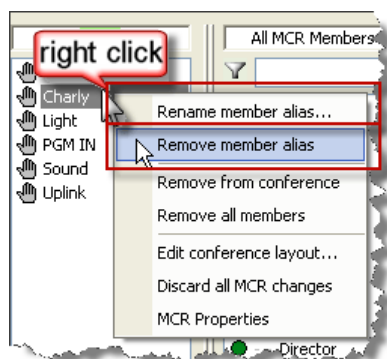 All MCR Members
right click
Charly
Light
PGM IN
Sound
Uplink
Rename member alias...
Remove member alias
Remove from conference
Remove all members
Edit conference layout...
Discard all MCR changes
MCR Properties
Director